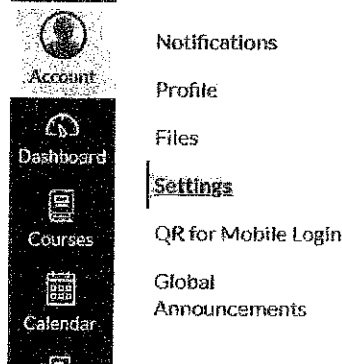 Account
Dashboard
Courses
Calendar
Notifications
Profile
Files
Settings
QR for Mobile Login
Global
Announcements